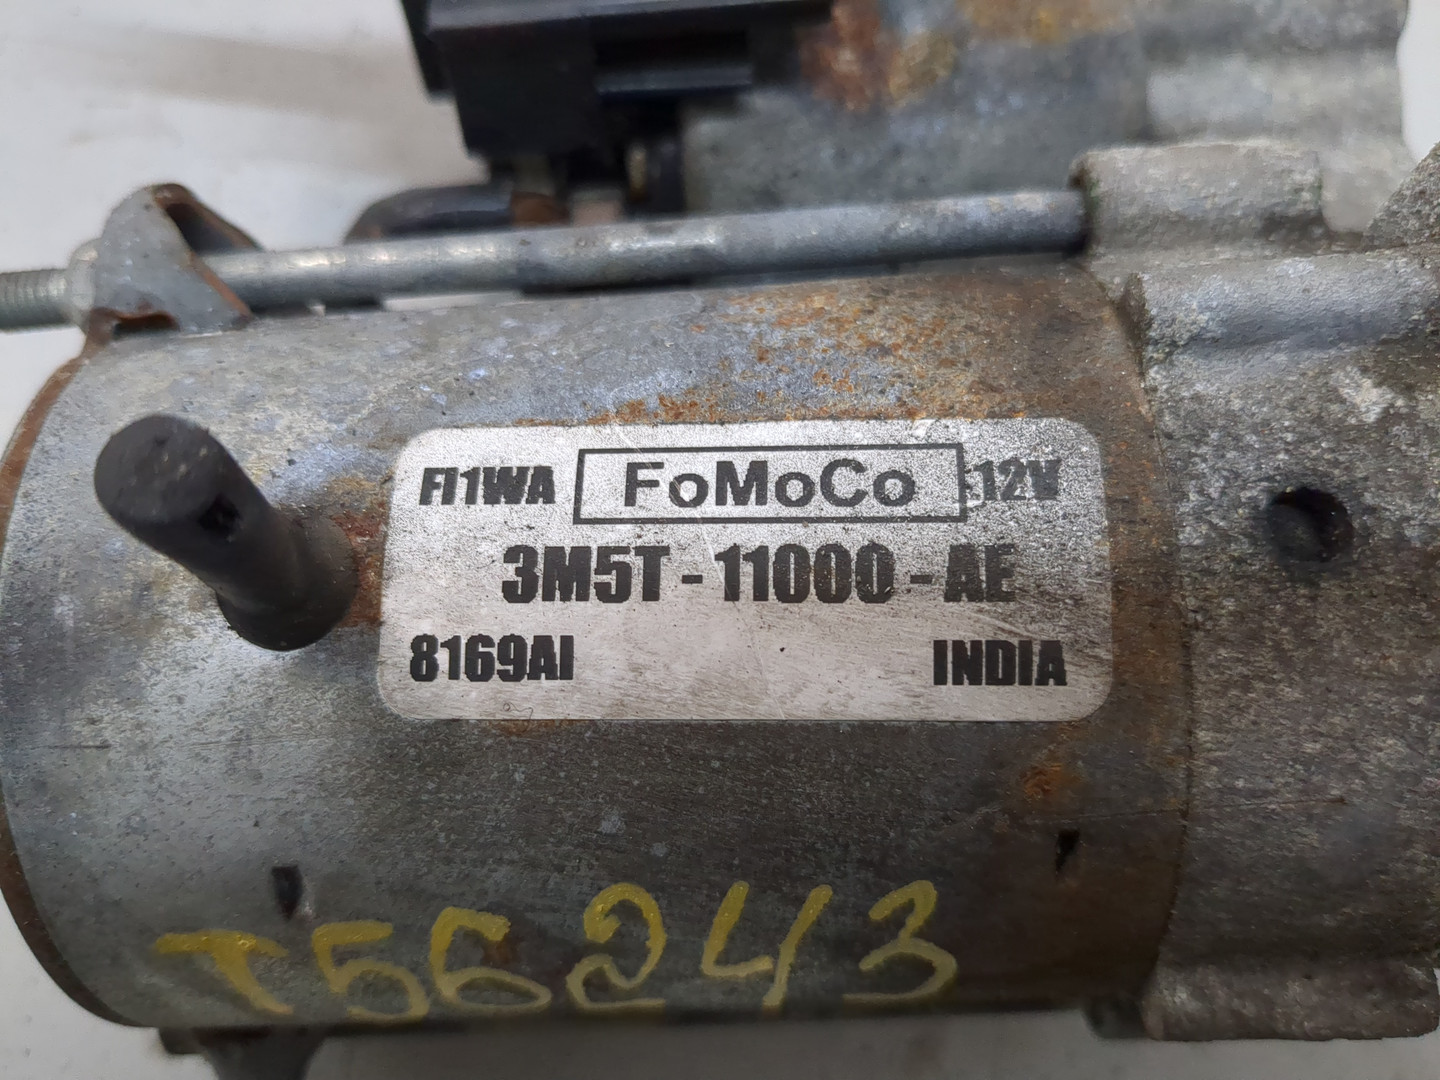 FI1WA FoMoCo 12V
3M5T-11000-AE
8169AI INDIA
T56243